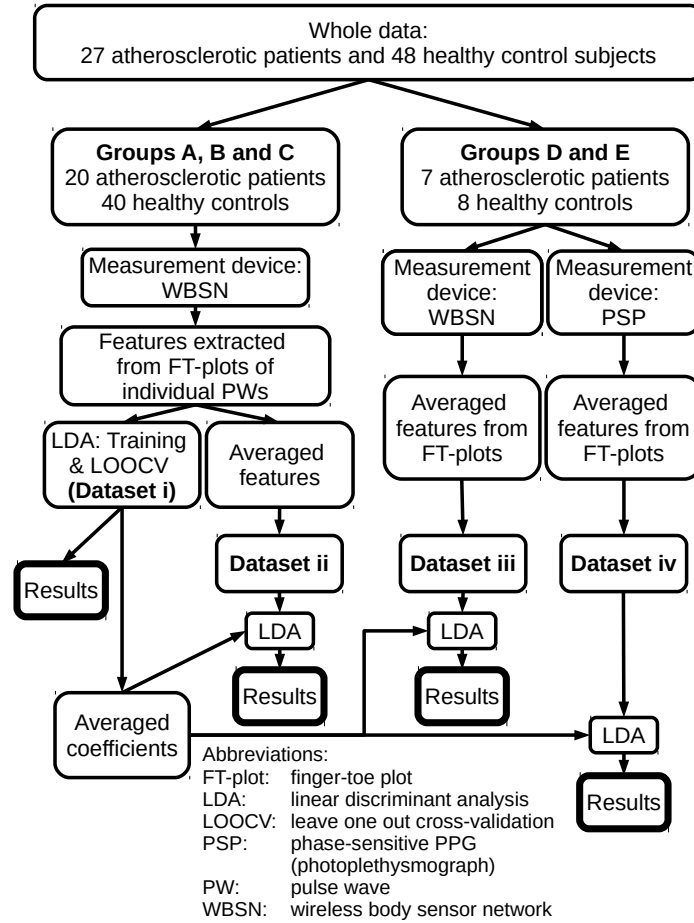 Whole data:
27 atherosclerotic patients and 48 healthy control subjects
Groups A, B and C
20 atherosclerotic patients
40 healthy controls
Groups D and E
7 atherosclerotic patients
8 healthy controls
Measurement device:
WBSN
Measurement
device:
WBSN
Measurement
device:
PSP
Features extracted
from FT-plots of
individual PWs
Averaged
features from
FT-plots
Averaged
features from
FT-plots
LDA: Training
& LOOCV
(Dataset i)
Averaged
features
Results
Dataset ii
Dataset iii
Dataset iv
LDA
LDA
Results
Results
Averaged
coefficients
LDA
Results
Abbreviations:
FT-plot: finger-toe plot
LDA: linear discriminant analysis
LOOCV: leave one out cross-validation
PSP: phase-sensitive PPG
(photoplethysmograph)
PW: pulse wave
WBSN: wireless body sensor network